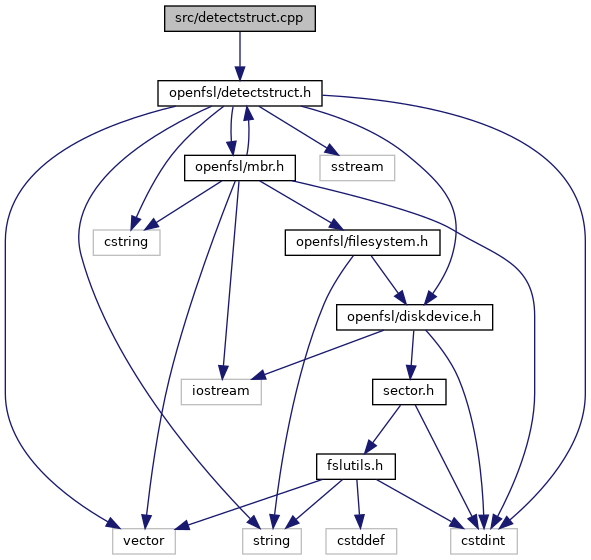 src/detectstruct.cpp
openfsl/detectstruct.h
openfsl/mbr.h
sstream
cstring
openfsl/filesystem.h
openfsl/diskdevice.h
iostream
sector.h
fslutils.h
vector
string
cstddef
cstdint